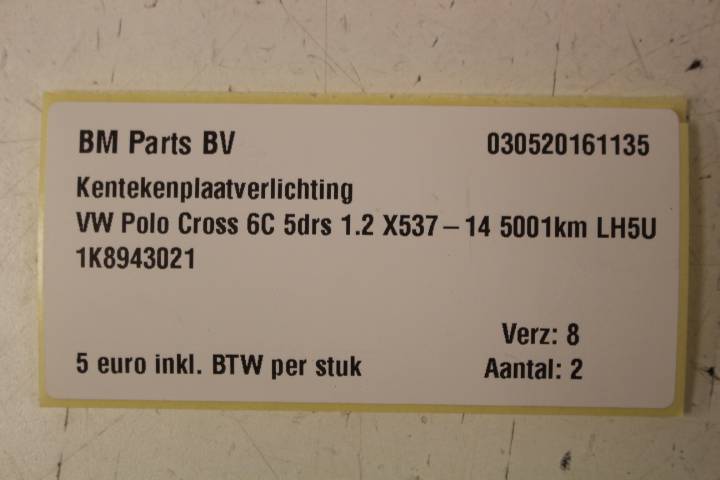 BM Parts BV 030520161135
Kentekenplaatverlichting
VW Polo Cross 6C 5drs 1.2 X537-14 5001km LH5U
1K8943021
Verz: 8
5 euro inkl. BTW per stuk Aantal: 2